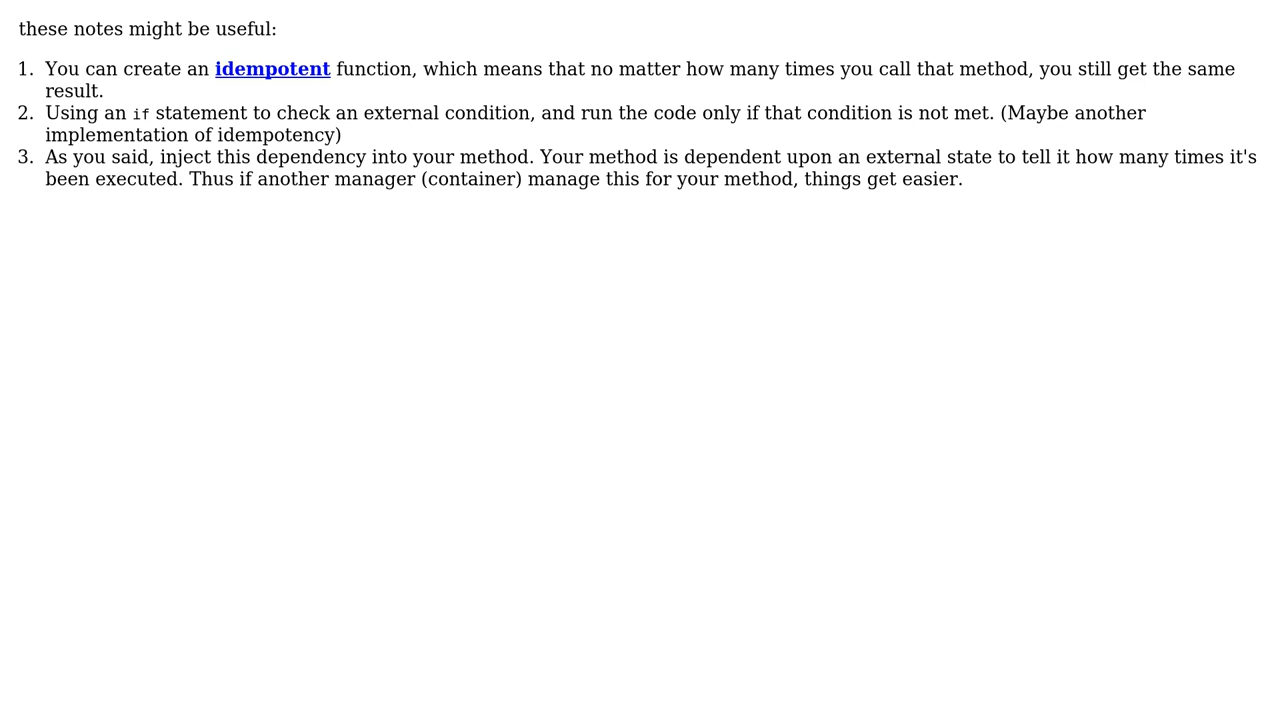 these notes might be useful:
1. You can create an idempotent function, which means that no matter how many times you call that method, you still get the same
result.
2. Using an if statement to check an external condition, and run the code only if that condition is not met. (Maybe another
implementation of idempotency)
3. As you said, inject this dependency into your method. Your method is dependent upon an external state to tell it how many times it's
been executed. Thus if another manager (container) manage this for your method, things get easier.